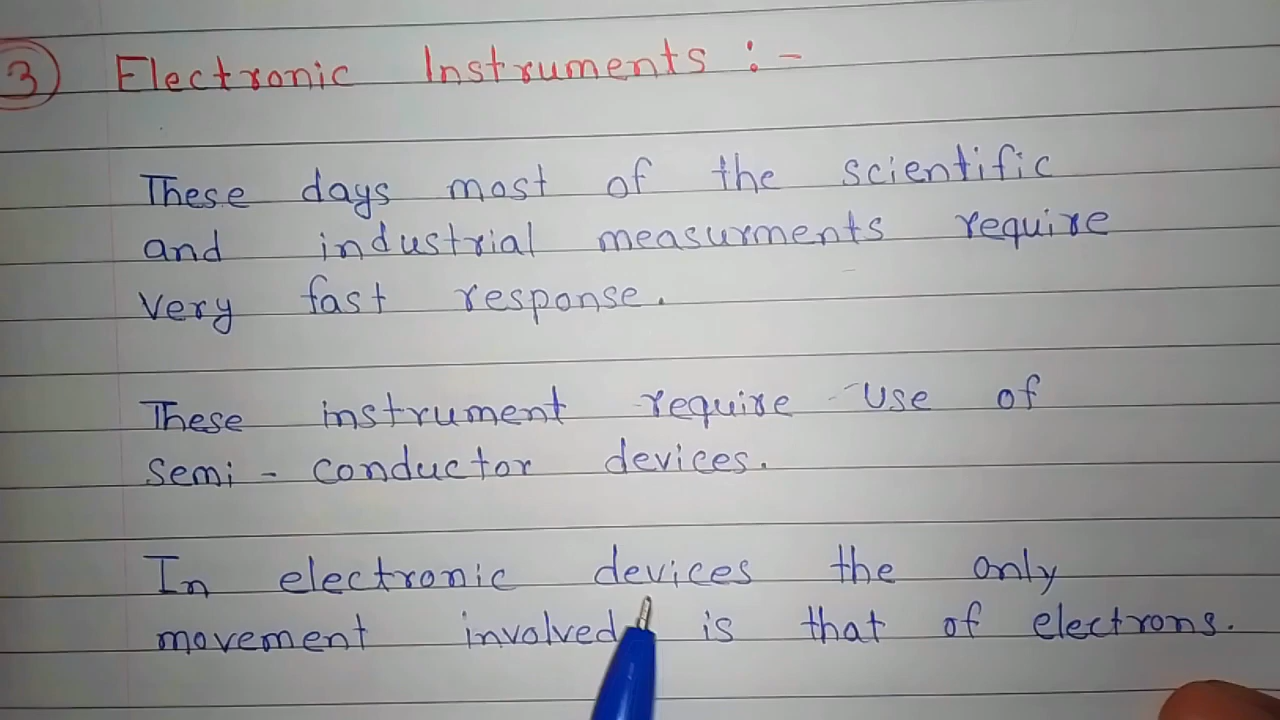 3 Electronic Instruments :-
These days most of the scientific
and industrial measurments require
very fast response.
These instrument require use of
semi - conductor devices.
In electronic devices the only
movement involved is that of electrons.